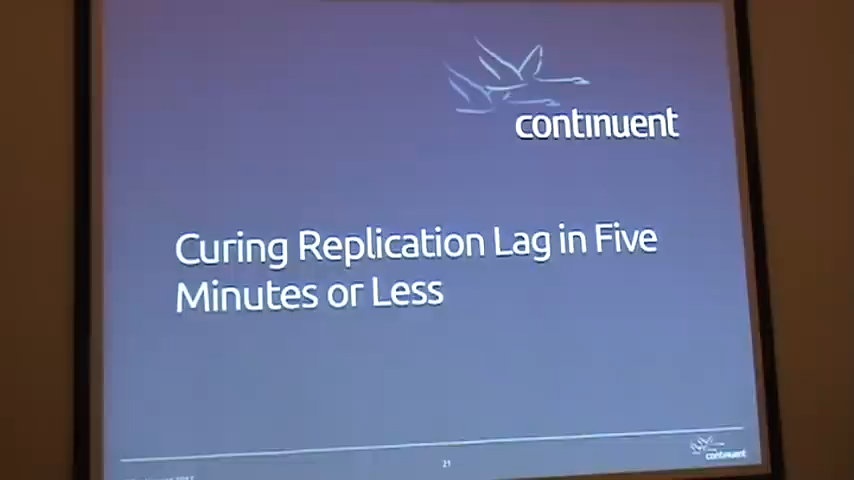 continuent
Curing Replication Lag in Five
Minutes or Less
21
continuent